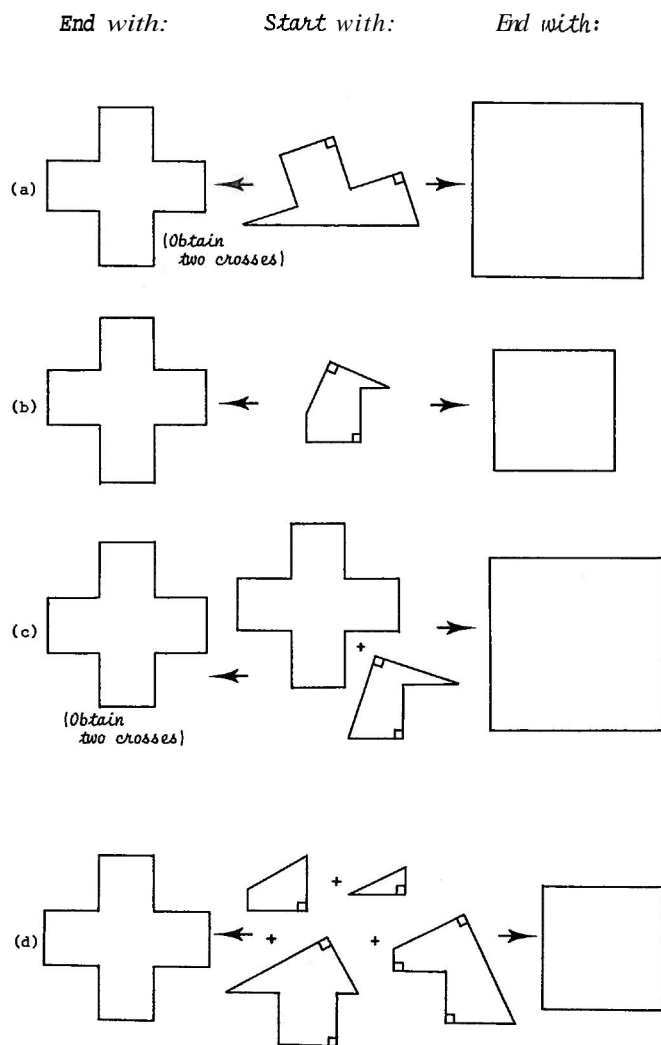 End with: Start with: End with:
(a)
(Obtain
two crosses)
(b)
(c)
+
(Obtain
two crosses)
(d)
+
+ +